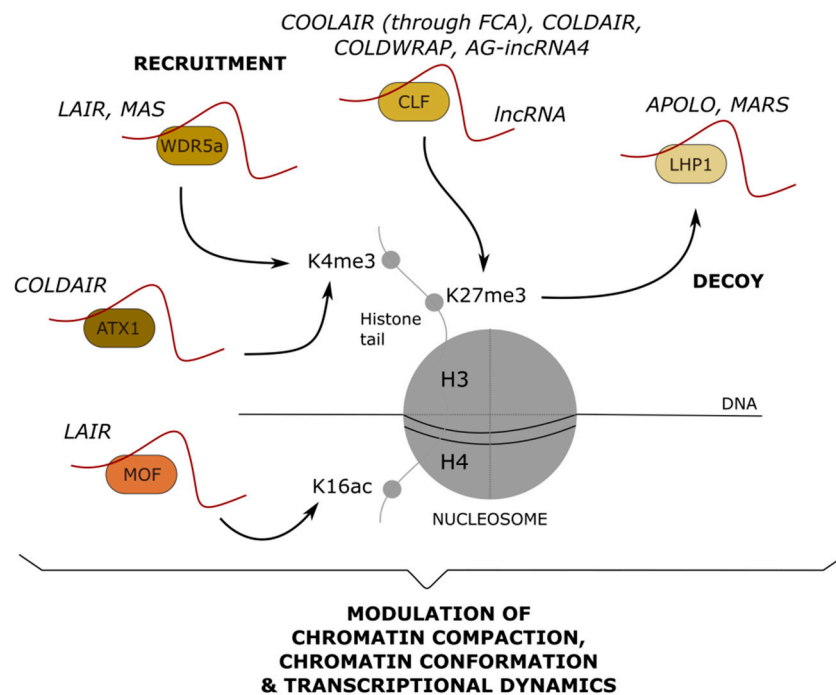 COOLAIR (through FCA), COLDAIR,
COLDWRAP, AG-incRNA4
RECRUITMENT
LAIR, MAS
WDR5a
CLF
lncRNA
APOLO, MARS
LHP1
K4me3
K27me3
DECOY
COLDAIR
ATX1
Histone
tail
H3
DNA
LAIR
MOF
H4
K16ac
NUCLEOSOME
MODULATION OF
CHROMATIN COMPACTION,
CHROMATIN CONFORMATION
& TRANSCRIPTIONAL DYNAMICS